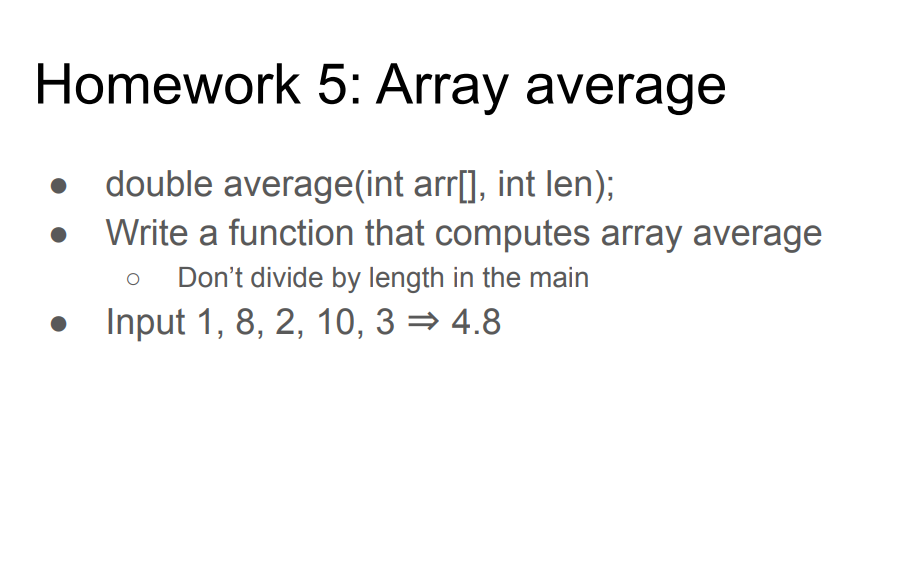 Homework 5: Array average
● double average(int arr[], int len);
● Write a function that computes array average
○ Don’t divide by length in the main
● Input 1, 8, 2, 10, 3 ⇒ 4.8